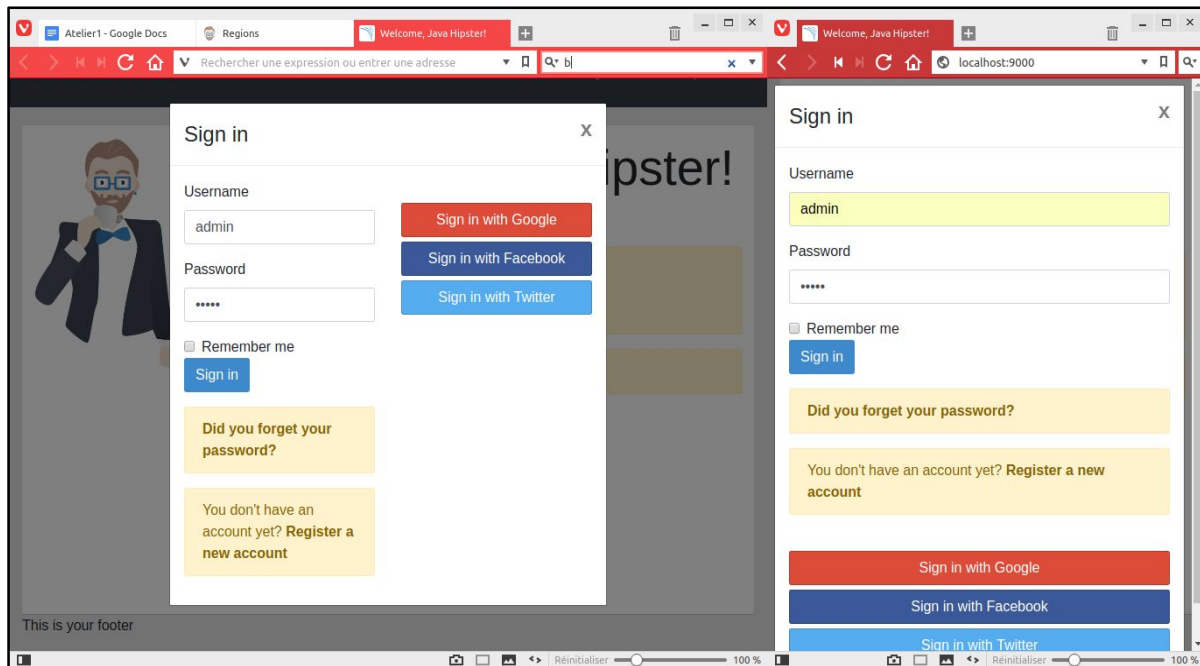 Atelier1 - Google Docs
Regions
Welcome, Java Hipster!
Rechercher une expression ou entrer une adresse
b
ipster!
Sign in
X
Username
admin
Sign in with Google
Sign in with Facebook
Password
•••••
Sign in with Twitter
Remember me
Sign in
Did you forget your
password?
You don't have an
account yet? Register a
new account
This is your footer
Réinitialiser
100 %
Welcome, Java Hipster!
localhost:9000
Sign in
X
Username
admin
Password
•••••
Remember me
Sign in
Did you forget your password?
You don't have an account yet? Register a new
account
Sign in with Google
Sign in with Facebook
Sign in with Twitter
Réinitialiser
100 %